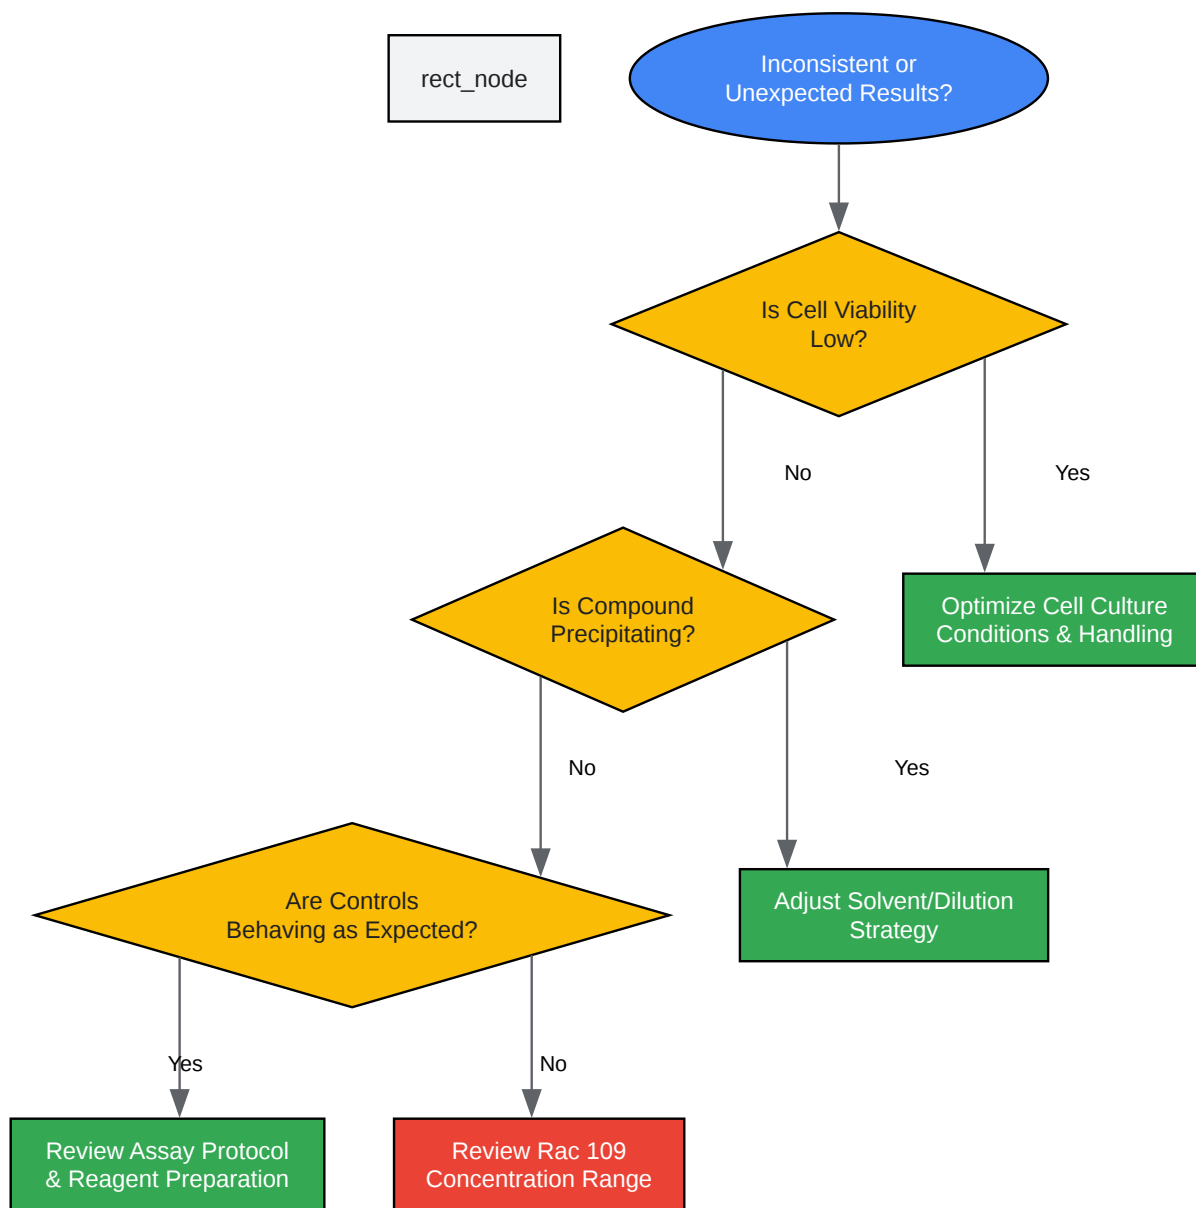 rect_node
Inconsistent or
Unexpected Results?
Is Cell Viability
Low?
No
Yes
Is Compound
Precipitating?
Optimize Cell Culture
Conditions & Handling
No
Yes
Are Controls
Behaving as Expected?
Adjust Solvent/Dilution
Strategy
Yes
No
Review Assay Protocol
& Reagent Preparation
Review Rac 109
Concentration Range